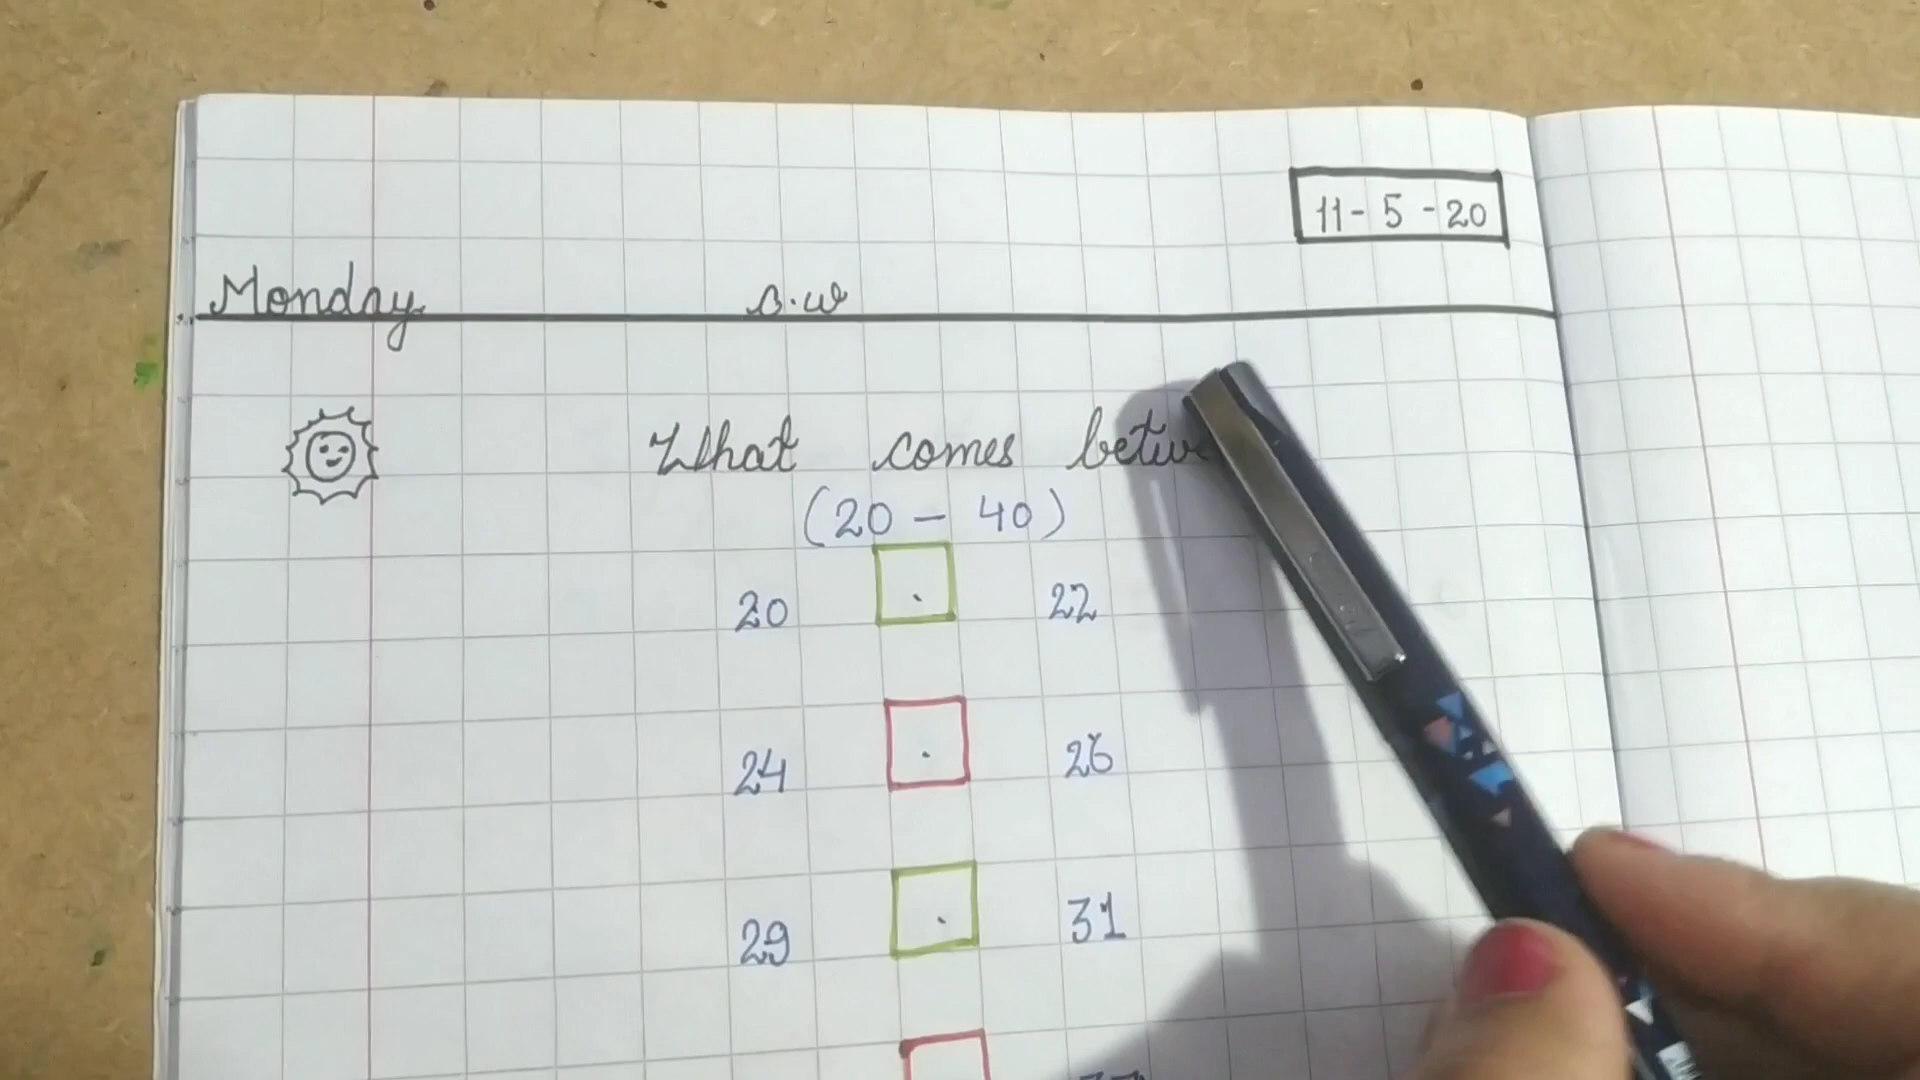 11-5-20
Monday C.W
What comes betwe
(20 - 40)
20 . 22
24 . 26
29 . 31